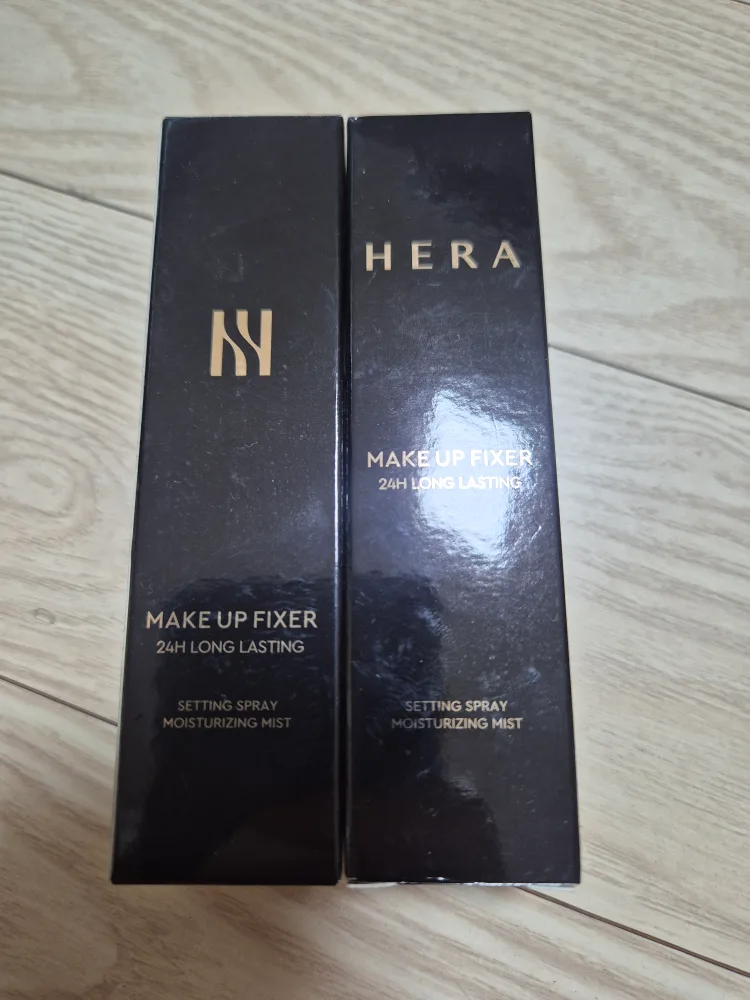 MAKE UP FIXER
24H LONG LASTING
SETTING SPRAY
MOISTURIZING MIST
HERA
MAKE UP FIXER
24H LONG LASTING
SETTING SPRAY
MOISTURIZING MIST